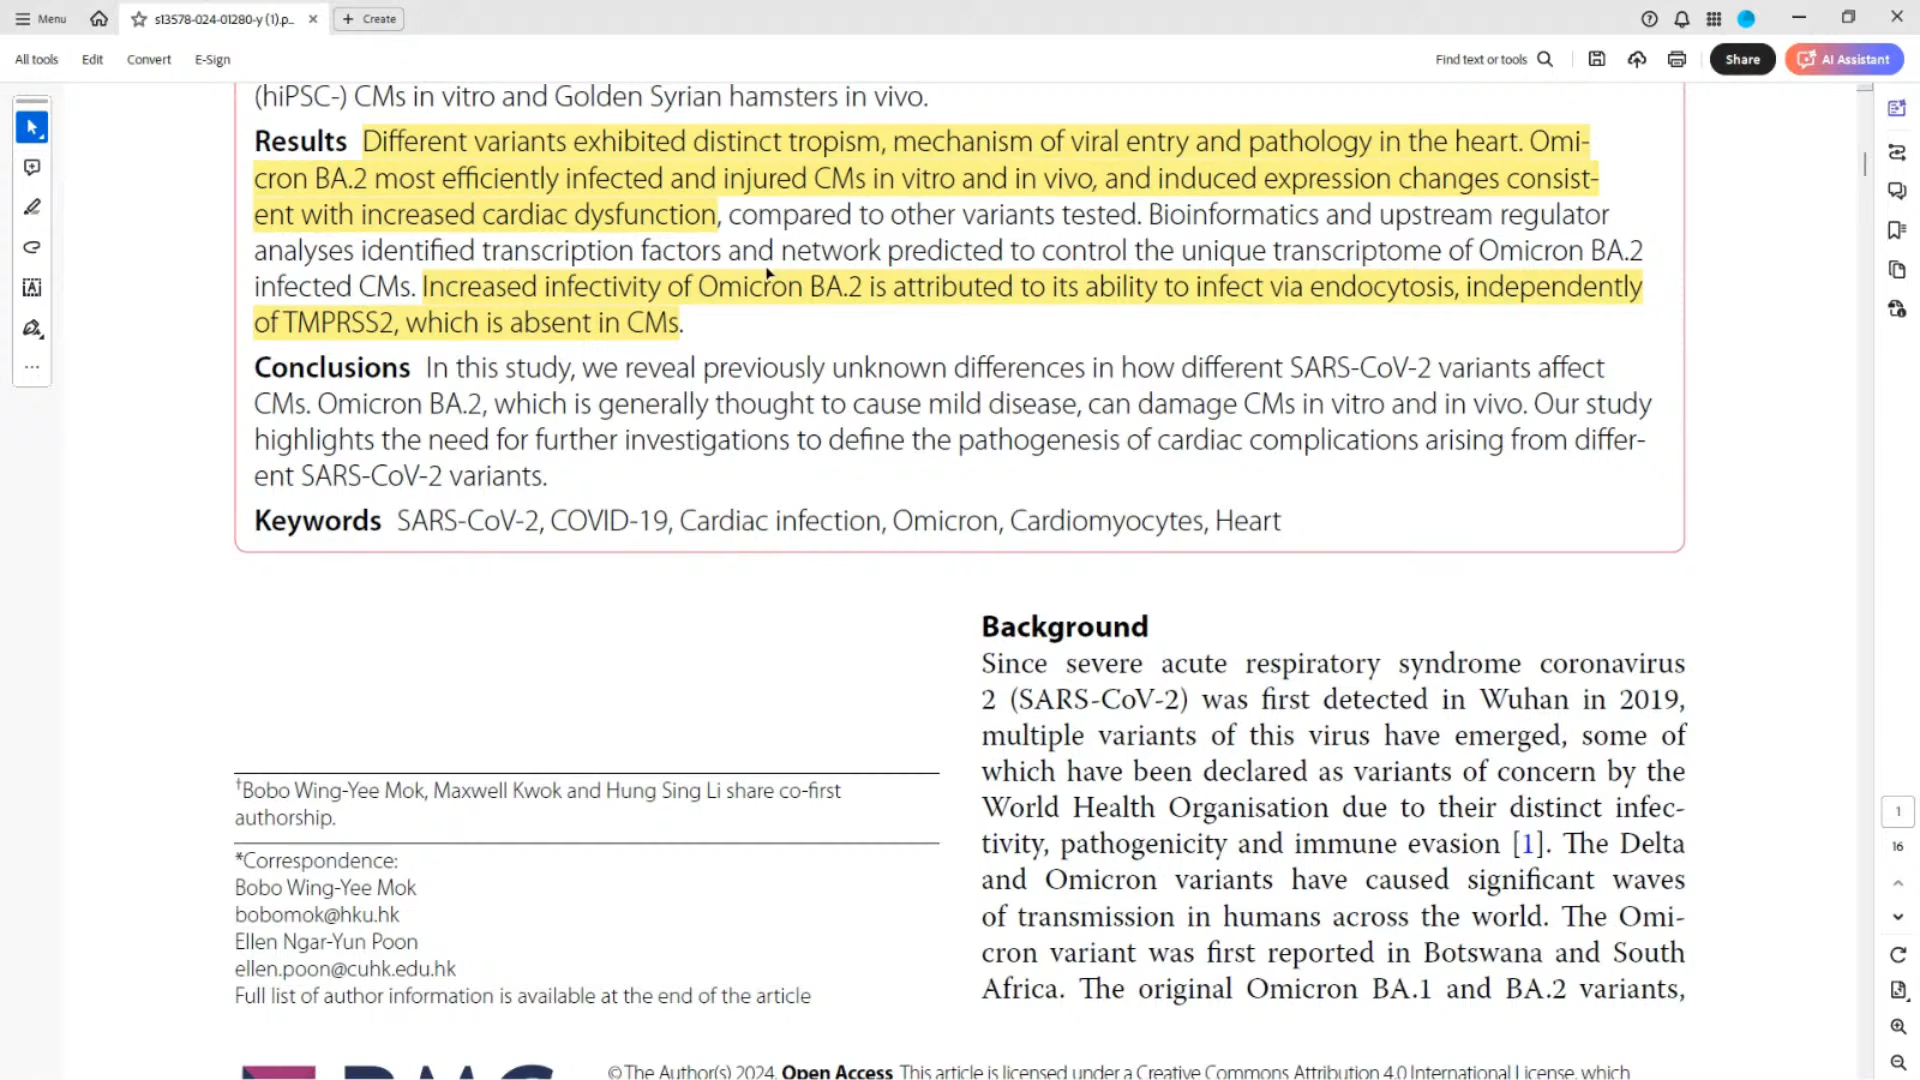 Menu
s13578-024-01280-y (1).p...
Create
All tools
Edit
Convert
E-Sign
Find text or tools
Share
AI Assistant
(hiPSC-) CMs in vitro and Golden Syrian hamsters in vivo.
Results Different variants exhibited distinct tropism, mechanism of viral entry and pathology in the heart. Omi-
cron BA.2 most efficiently infected and injured CMs in vitro and in vivo, and induced expression changes consist-
ent with increased cardiac dysfunction, compared to other variants tested. Bioinformatics and upstream regulator
analyses identified transcription factors and network predicted to control the unique transcriptome of Omicron BA.2
infected CMs. Increased infectivity of Omicron BA.2 is attributed to its ability to infect via endocytosis, independently
of TMPRSS2, which is absent in CMs.
Conclusions In this study, we reveal previously unknown differences in how different SARS-CoV-2 variants affect
CMs. Omicron BA.2, which is generally thought to cause mild disease, can damage CMs in vitro and in vivo. Our study
highlights the need for further investigations to define the pathogenesis of cardiac complications arising from differ-
ent SARS-CoV-2 variants.
Keywords SARS-CoV-2, COVID-19, Cardiac infection, Omicron, Cardiomyocytes, Heart
†Bobo Wing-Yee Mok, Maxwell Kwok and Hung Sing Li share co-first
authorship.
*Correspondence:
Bobo Wing-Yee Mok
bobomok@hku.hk
Ellen Ngar-Yun Poon
ellen.poon@cuhk.edu.hk
Full list of author information is available at the end of the article
Background
Since severe acute respiratory syndrome coronavirus
2 (SARS-CoV-2) was first detected in Wuhan in 2019,
multiple variants of this virus have emerged, some of
which have been declared as variants of concern by the
World Health Organisation due to their distinct infec-
tivity, pathogenicity and immune evasion [1]. The Delta
and Omicron variants have caused significant waves
of transmission in humans across the world. The Omi-
cron variant was first reported in Botswana and South
Africa. The original Omicron BA.1 and BA.2 variants,
© The Author(s) 2024. Open Access This article is licensed under a Creative Commons Attribution 4.0 International License, which
1
16